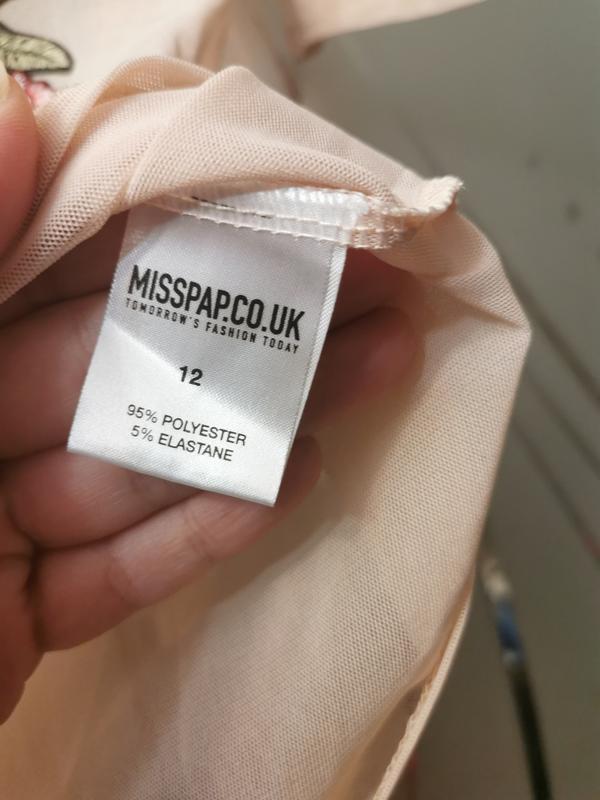 MISSPAP.CO.UK
TOMORROW'S FASHION TODAY
12
95% POLYESTER
5% ELASTANE